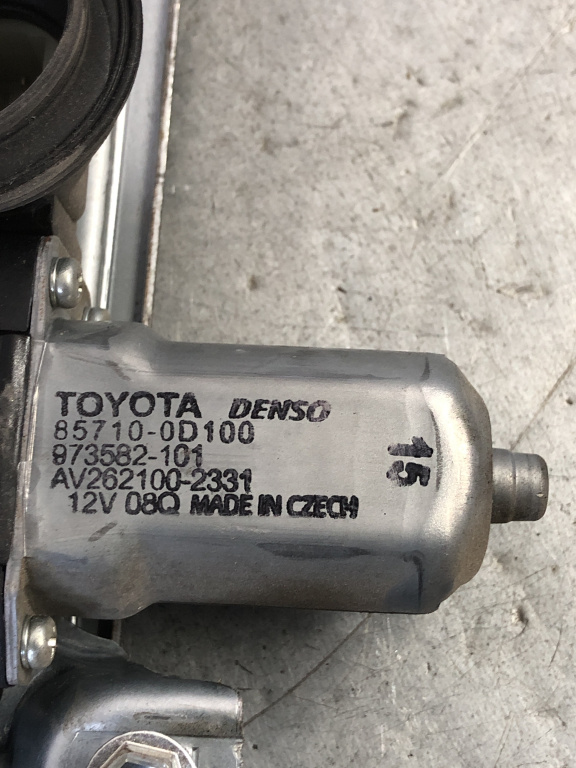 TOYOTA DENSO
85710-0D100
973582-101
AV262100-2331
12V 08Q MADE IN CZECH
15